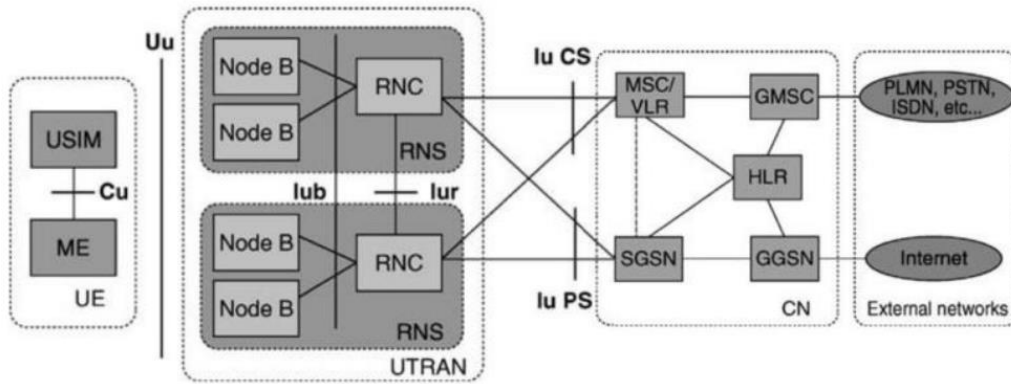 Uu
Node B
Node B
RNC
RNS
Iub
Iur
Node B
Node B
RNC
RNS
UTRAN
USIM
Cu
ME
UE
Iu CS
Iu PS
MSC/
VLR
GMSC
HLR
SGSN
GGSN
CN
PLMN, PSTN,
ISDN, etc...
Internet
External networks